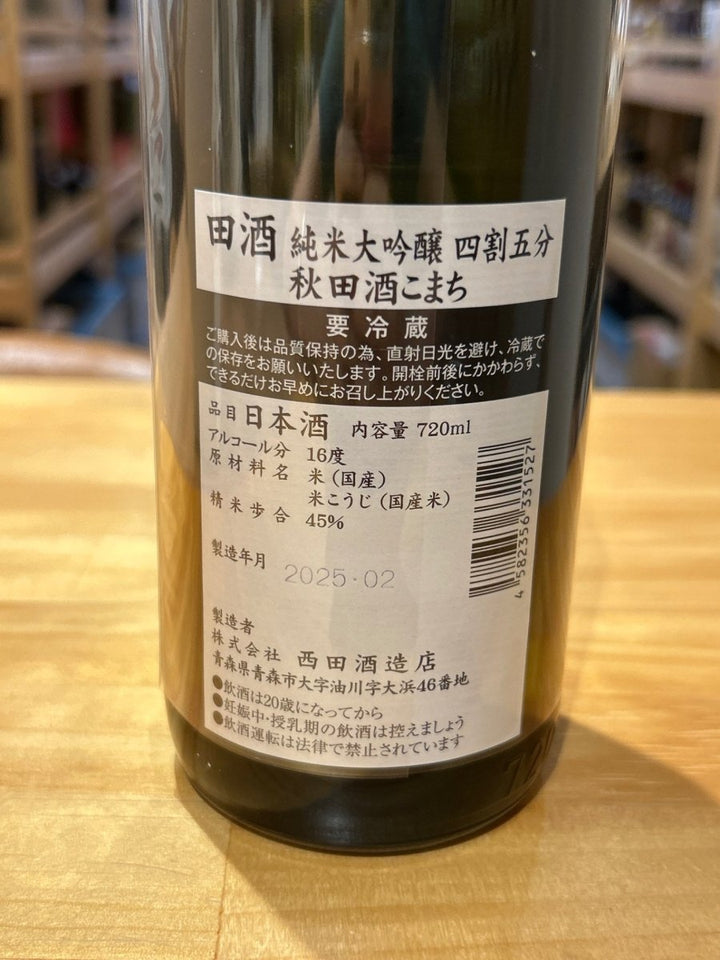 田酒 純米大吟醸 四割五分
秋田酒こまち
要冷蔵
ご購入後は品質保持の為、直射日光を避け、冷蔵で
の保存をお願いいたします。開栓前後にかかわらず、
できるだけお早めにお召し上がりください。
品目 日本酒 内容量 720ml
アルコール分 16度
原材料名 米（国産）
米こうじ（国産米）
精米歩合 45%
製造年月 2025・02
4 582356 331527
製造者
株式会社 西田酒造店
青森県青森市大字油川字大浜46番地
●飲酒は20歳になってから
●妊娠中・授乳期の飲酒は控えましょう
●飲酒運転は法律で禁止されています